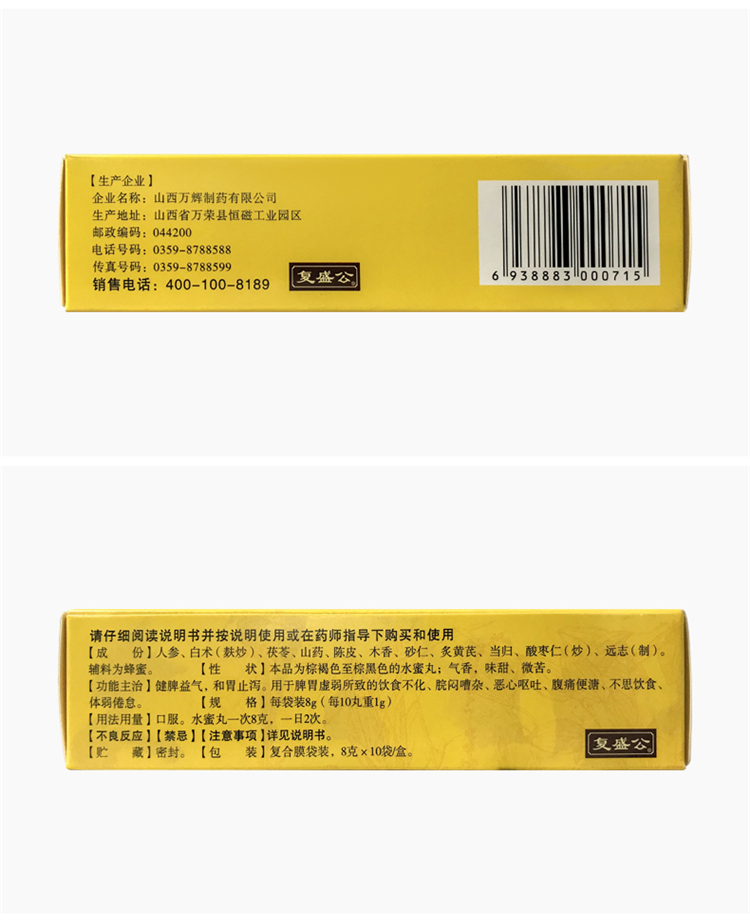 【生产企业】
企业名称：山西万辉制药有限公司
生产地址：山西省万荣县恒磁工业园区
邮政编码：044200
电话号码：0359-8788588
传真号码：0359-8788599
销售电话：400-100-8189
复盛公
6 938883 000715
请仔细阅读说明书并按说明使用或在药师指导下购买和使用
【成　份】人参、白术（麸炒）、茯苓、山药、陈皮、木香、砂仁、炙黄芪、当归、酸枣仁（炒）、远志（制）。
辅料为蜂蜜。　【性　状】本品为棕褐色至棕黑色的水蜜丸；气香，味甜、微苦。
【功能主治】健脾益气，和胃止泻。用于脾胃虚弱所致的饮食不化、脘闷嘈杂、恶心呕吐、腹痛便溏、不思饮食、
体弱倦怠。　【规　格】每袋装8g（每10丸重1g）
【用法用量】口服。水蜜丸一次8克，一日2次。
【不良反应】【禁忌】【注意事项】详见说明书。
【贮　藏】密封。【包　装】复合膜袋装，8克×10袋/盒。
复盛公